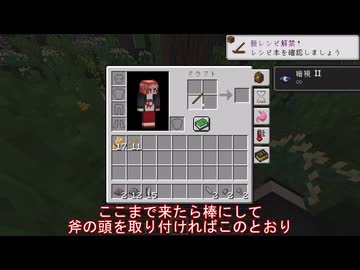 新レシピ解禁!
レシピ本を確認しましょう
暗視 II
∞
クラフト
17 11
ここまで来たら棒にして
斧の頭を取り付ければこのとおり